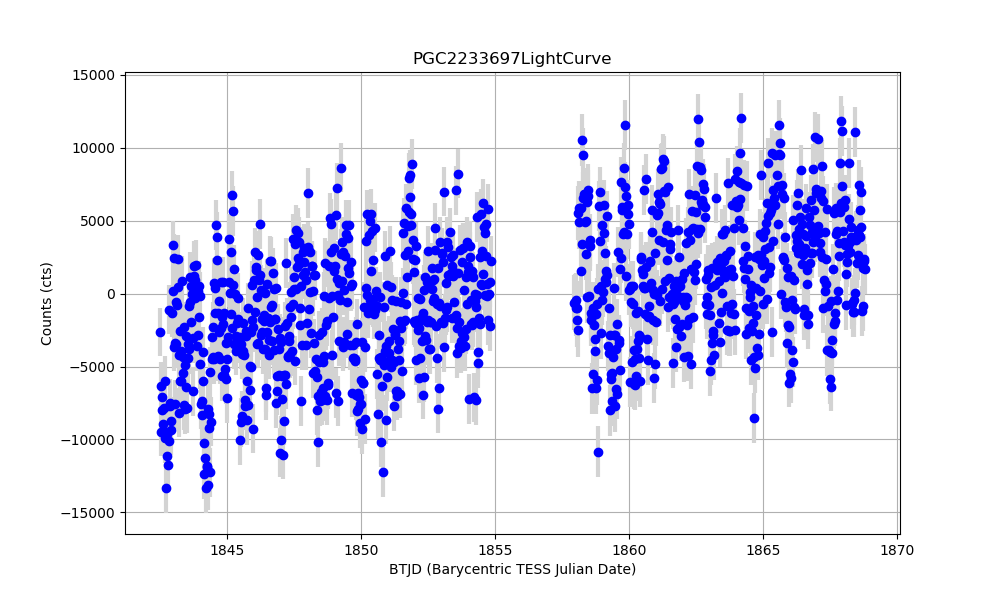 PGC2233697LightCurve
15000
10000
5000
0
−5000
−10000
−15000
Counts (cts)
1845 1850 1855 1860 1865 1870
BTJD (Barycentric TESS Julian Date)